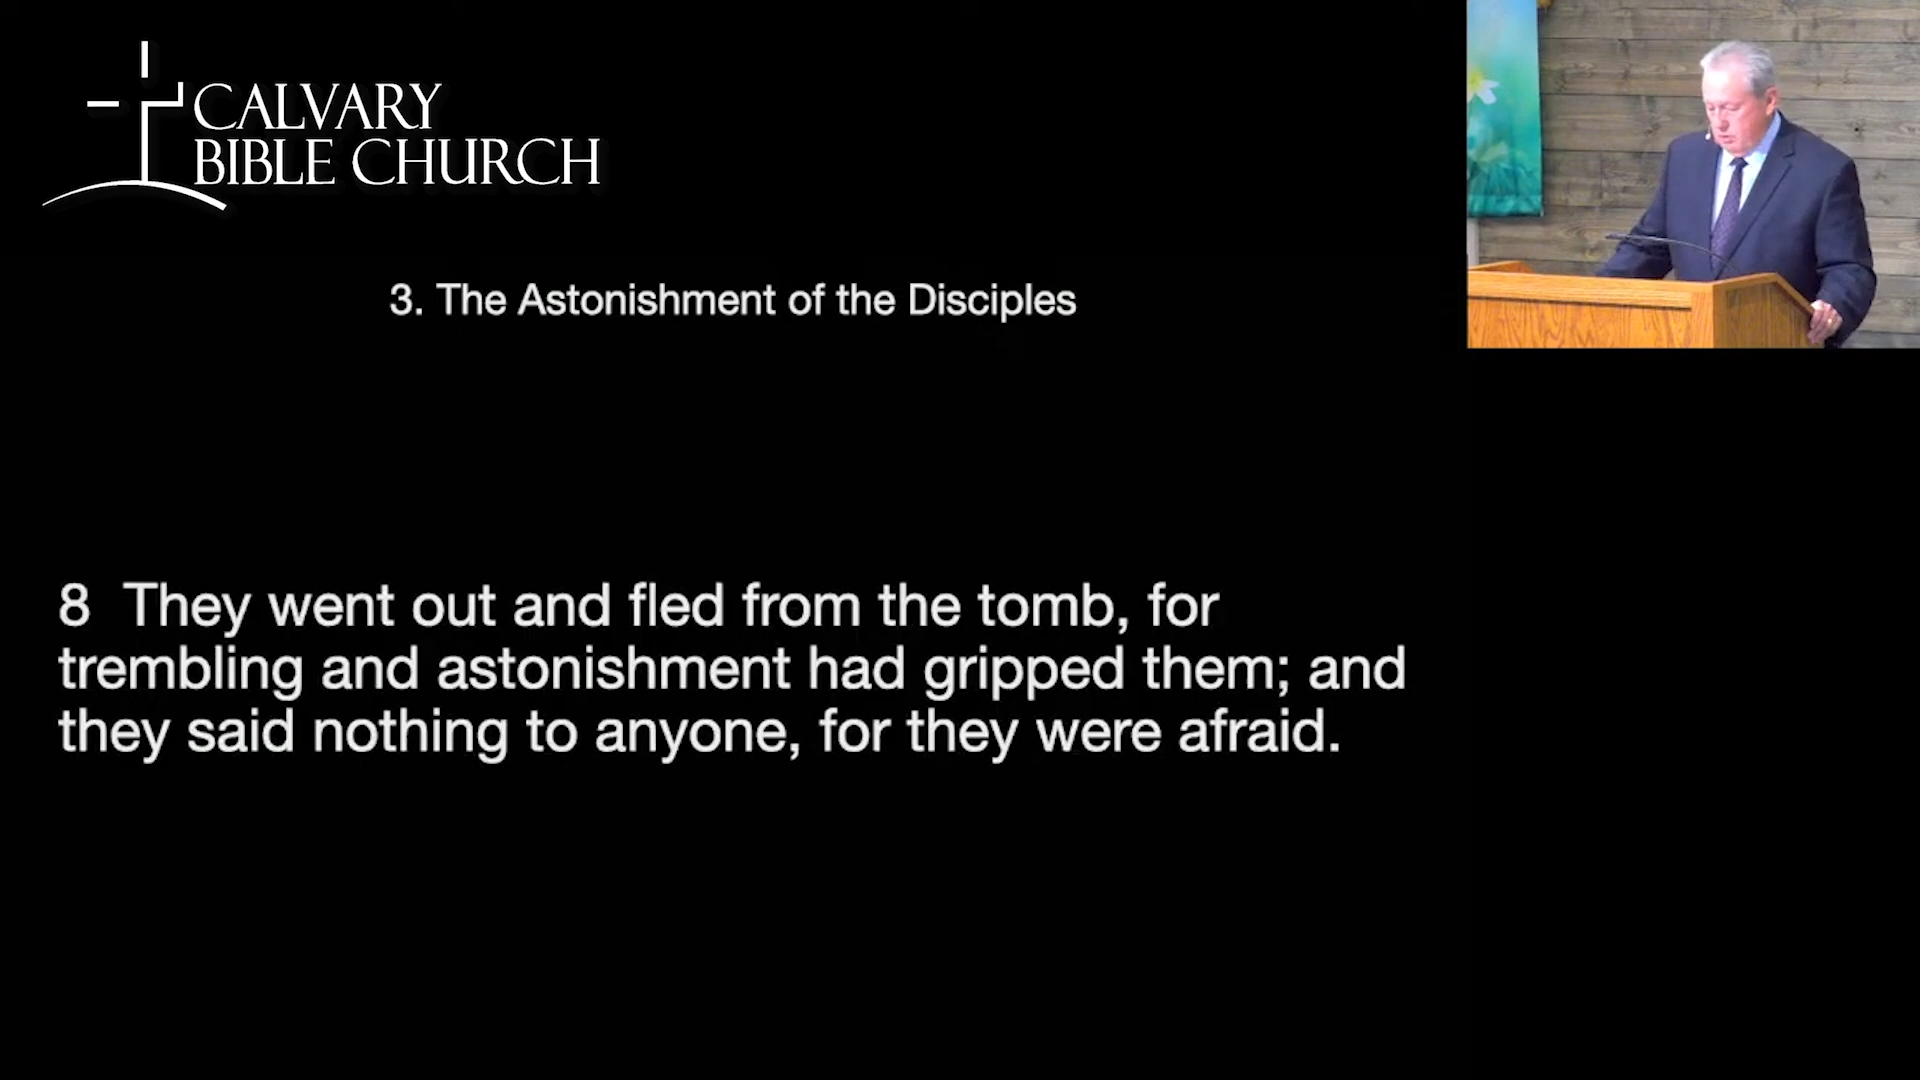 CALVARY
BIBLE CHURCH
3. The Astonishment of the Disciples
8 They went out and fled from the tomb, for
trembling and astonishment had gripped them; and
they said nothing to anyone, for they were afraid.